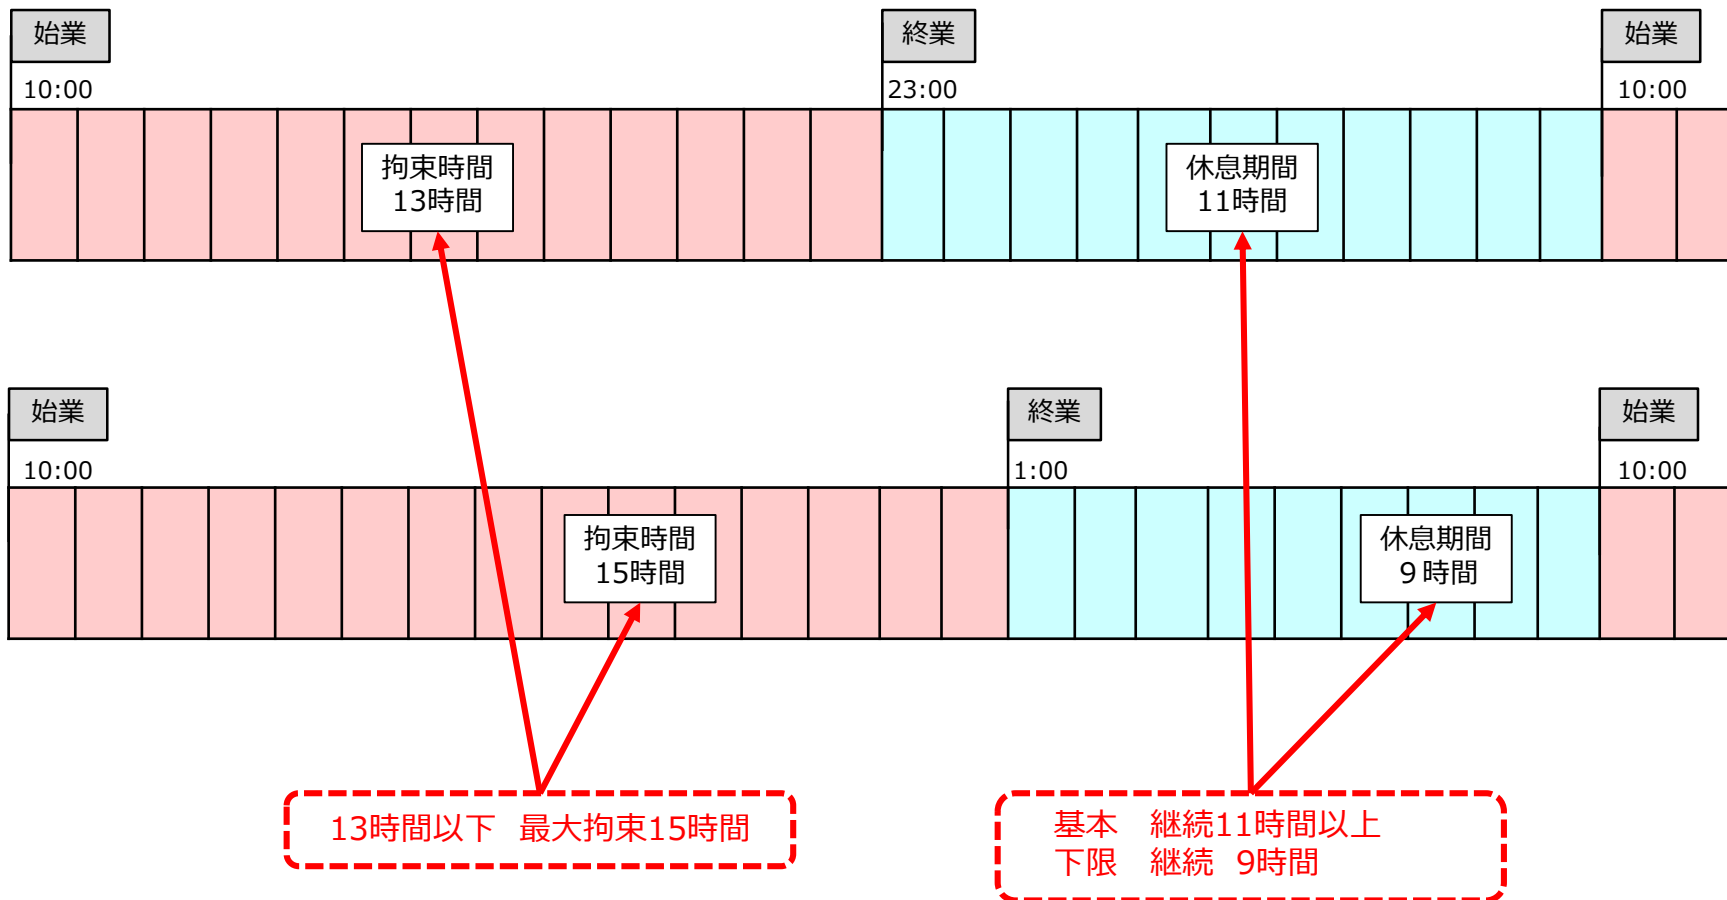 始業
終業
始業
10:00
23:00
10:00
拘束時間
13時間
休息期間
11時間
始業
終業
始業
10:00
1:00
10:00
拘束時間
15時間
休息期間
９時間
13時間以下 最大拘束15時間
基本　継続11時間以上
下限　継続 9時間